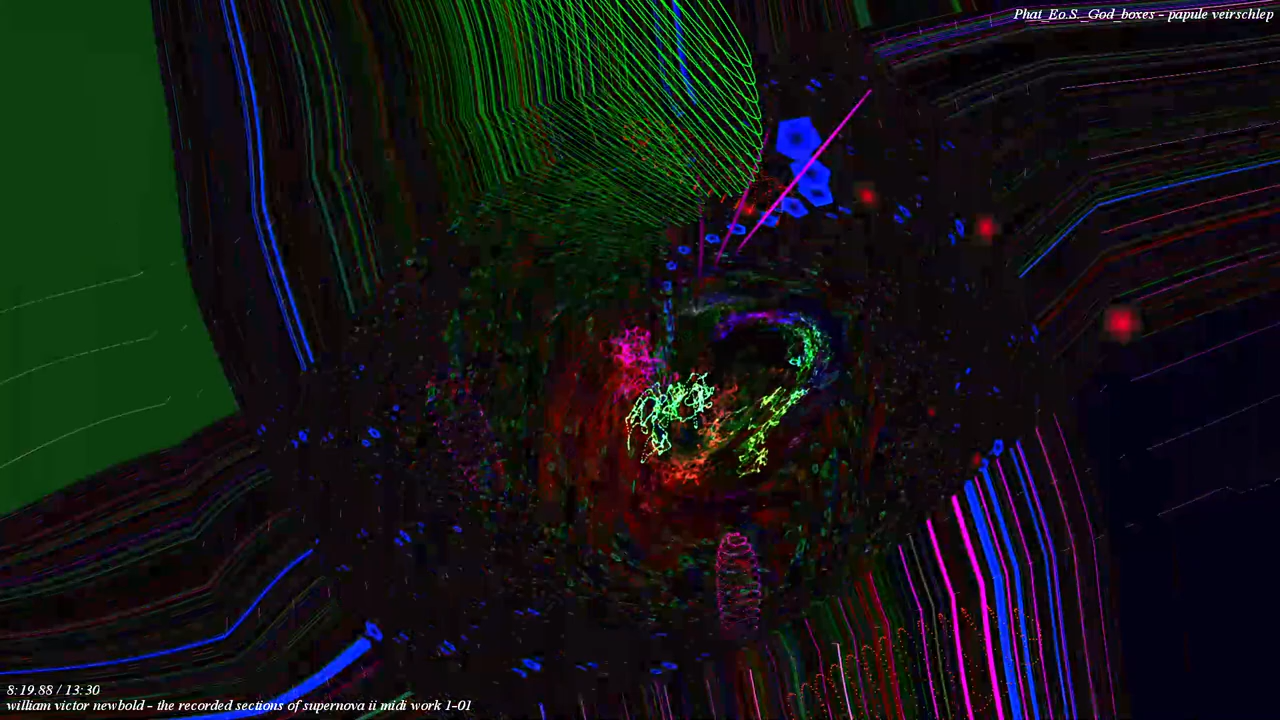 Phat_Eo.S._God_boxes - papule veirschlep
8:19.88 / 13:30
william victor newbold - the recorded sections of supernova ii midi work 1-01